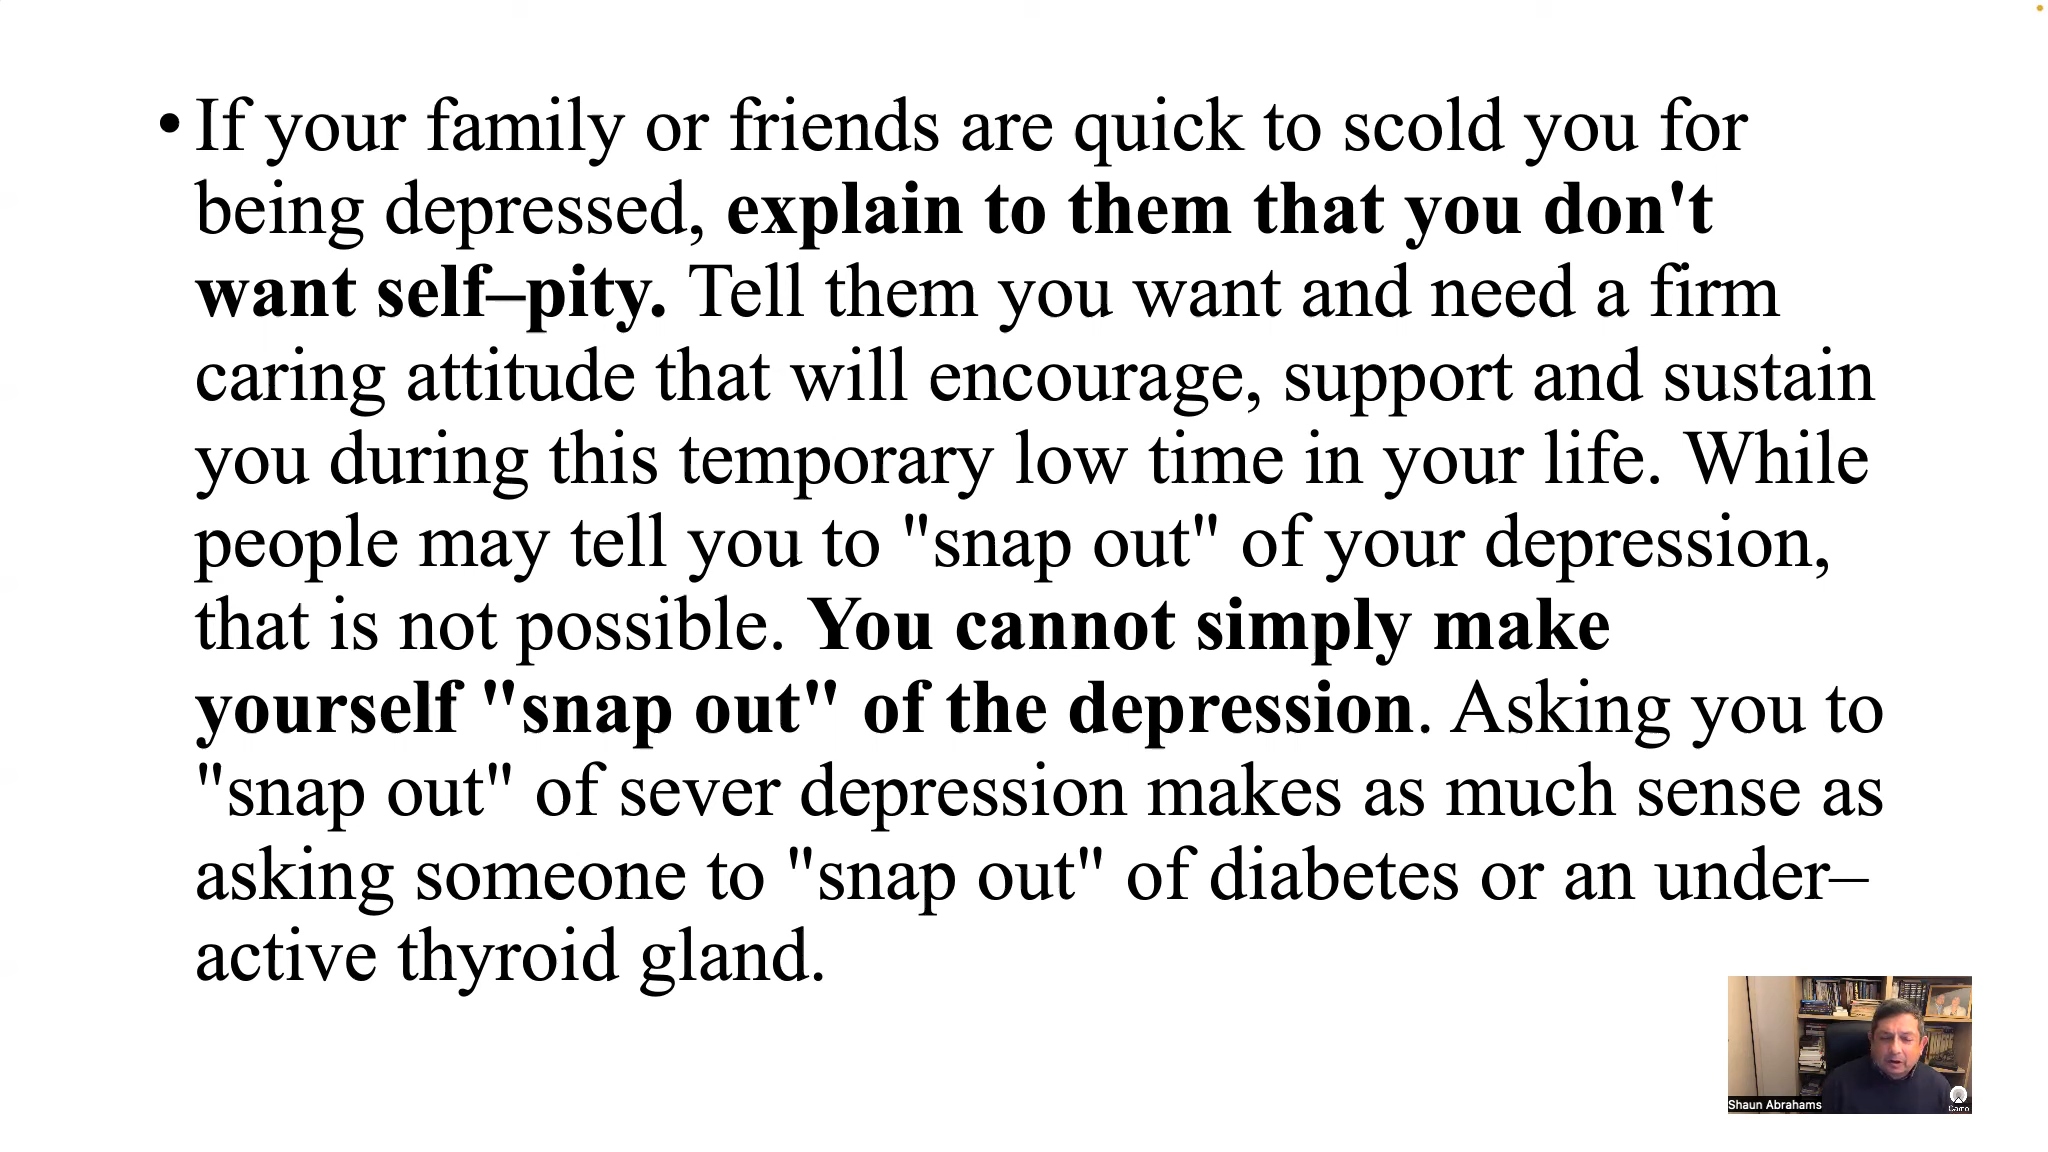 • If your family or friends are quick to scold you for
being depressed, explain to them that you don't
want self–pity. Tell them you want and need a firm
caring attitude that will encourage, support and sustain
you during this temporary low time in your life. While
people may tell you to "snap out" of your depression,
that is not possible. You cannot simply make
yourself "snap out" of the depression. Asking you to
"snap out" of sever depression makes as much sense as
asking someone to "snap out" of diabetes or an under–
active thyroid gland.
Shaun Abrahams